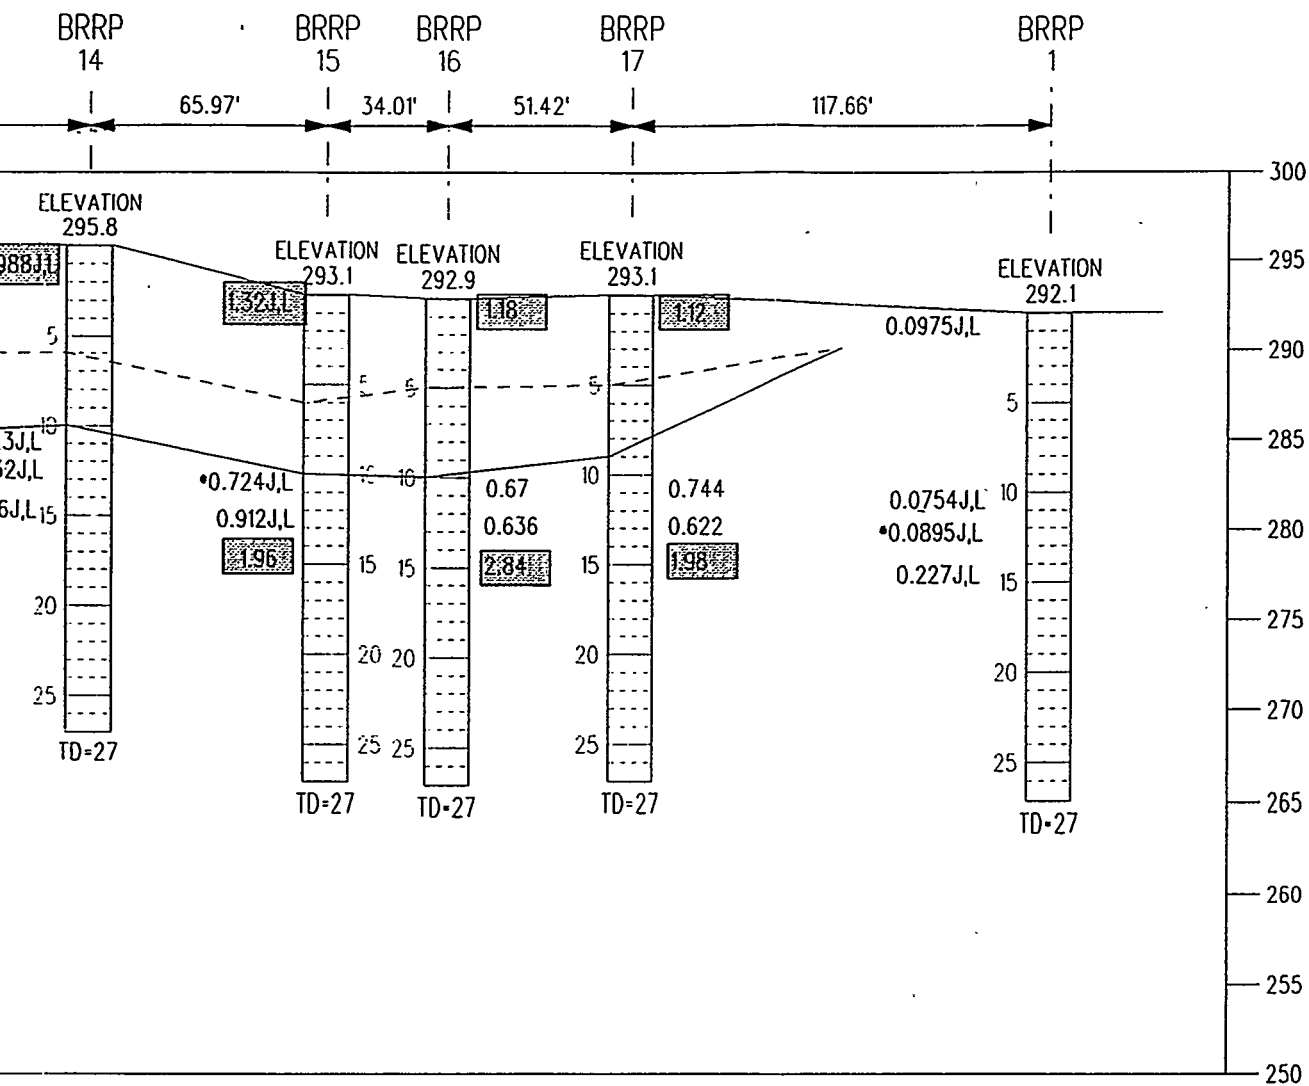 BRRP BRRP BRRP BRRP BRRP
14 15 16 17 1
65.97' 34.01' 51.42' 117.66'
300
ELEVATION
295.8
ELEVATION ELEVATION ELEVATION
293.1 292.9 293.1
ELEVATION
292.1
295
988J,L
1.32J,L 1.18 1.12
0.0975J,L
5 290
5 5 5
5
10 285
3J,L
52J,L
10 10 10
•0.724J,L 0.67 0.744 0.0754J,L 10
6J,L 15
0.912J,L 0.636 0.622 •0.0895J,L 280
1.96 15 15 2.84 15 1.98 0.227J,L 15
20 275
20 20 20 20
25 270
25 25 25 25
TD=27
TD=27 TD=27 TD=27 265
TD=27
260
255
250